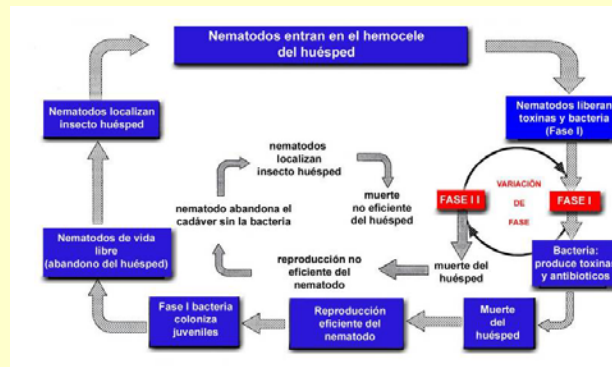 Nematodos entran en el hemocele
del huésped
Nematodos liberan
toxinas y bacteria
(Fase I)
Nematodos localizan
insecto huésped
nematodos
localizan
insecto huésped
muerte
no eficiente
del huésped
VARIACIÓN
DE
FASE
FASE II
FASE I
nematodo abandona el
cadáver sin la bacteria
Nematodos de vida
libre
(abandono del huésped)
reproducción no
eficiente del
nematodo
muerte del
huésped
Bacteria:
produce toxinas
y antibioticos
Fase I bacteria
coloniza
juveniles
Reproducción
eficiente del
nematodo
Muerte
del
huésped